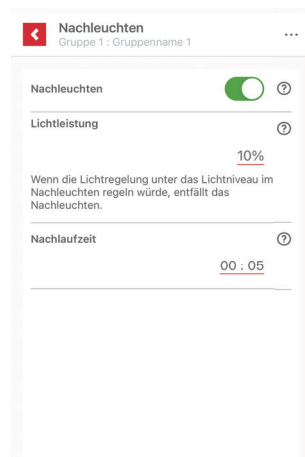 Nachleuchten
Gruppe 1 : Gruppenname 1
Nachleuchten
Lichtleistung
10%
Wenn die Lichtregelung unter das Lichtniveau im
Nachleuchten regeln würde, entfällt das
Nachleuchten.
Nachlaufzeit
00 : 05